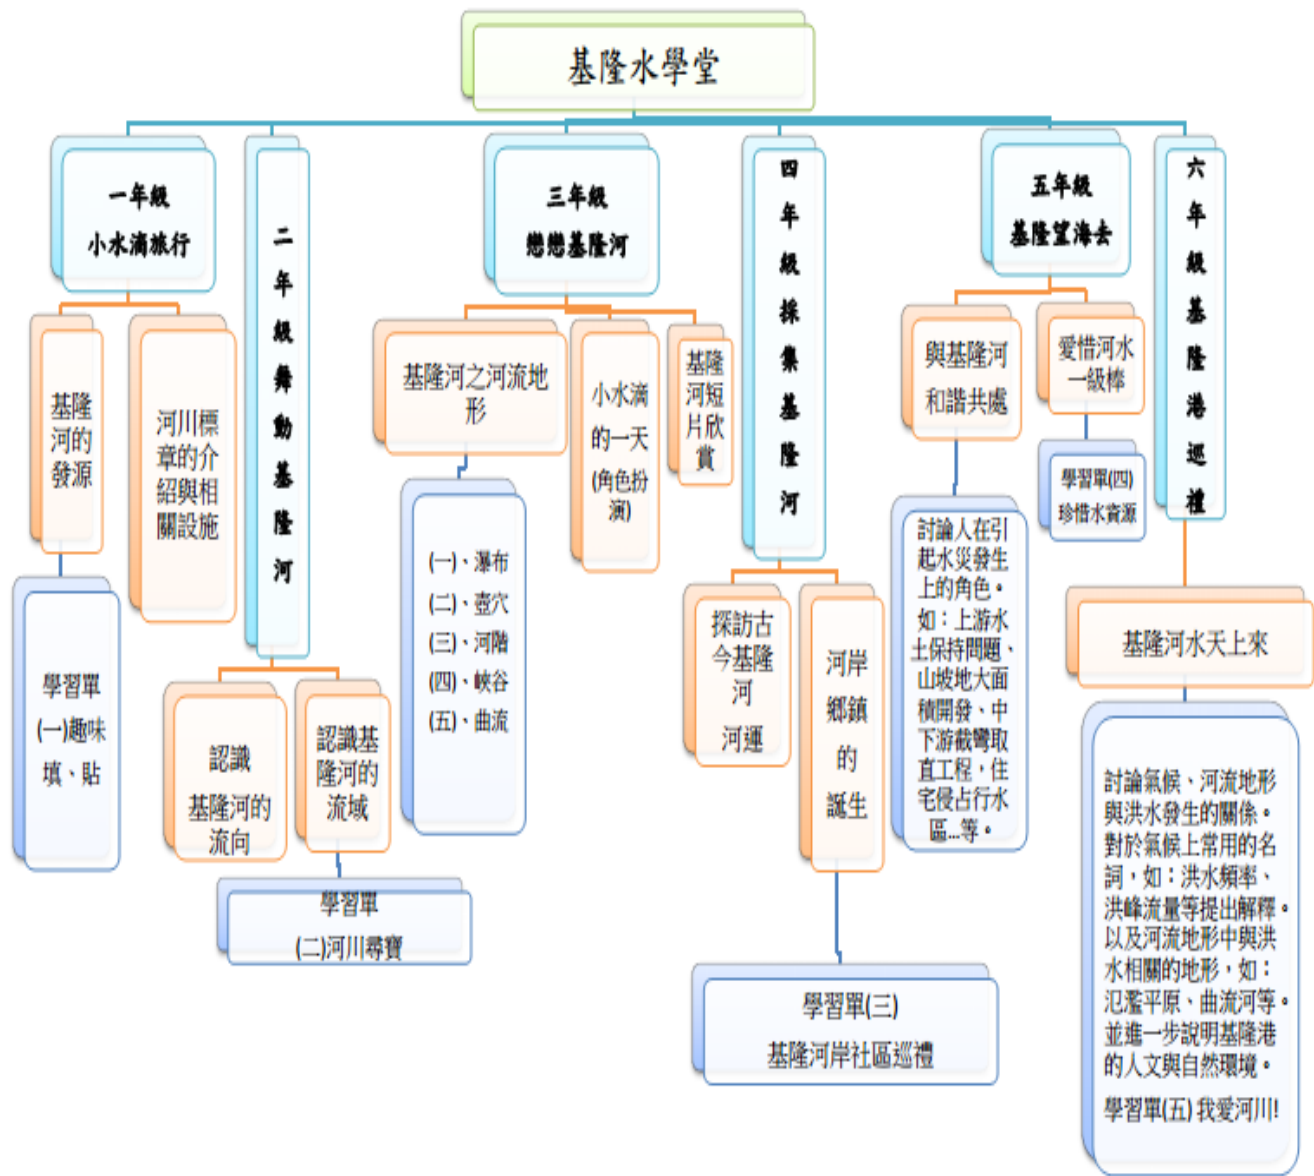 基隆水學堂
一年級
小水滴旅行
基隆
河的
發源
學習單
(一)趣味
填、貼
河川標
章的介
紹與相
關設施
二年級舞動基隆河
認識
基隆河的
流向
認識基
隆河的
流域
學習單
(二)河川尋寶
三年級
戀戀基隆河
基隆河之河流地
形
(一)、瀑布
(二)、壺穴
(三)、河階
(四)、峽谷
(五)、曲流
小水滴
的一天
(角色扮
演)
基隆
河短
片欣
賞
四年級採集基隆河
探訪古
今基隆
河
河運
河岸
鄉鎮
的
誕生
學習單(三)
基隆河岸社區巡禮
五年級
基隆望海去
與基隆河
和諧共處
討論人在引
起水災發生
上的角色。
如：上游水
土保持問題、
山坡地大面
積開發、中
下游截彎取
直工程，住
宅侵占行水
區...等。
愛惜河水
一級棒
學習單(四)
珍惜水資源
六年級基隆港巡禮
基隆河水天上來
討論氣候、河流地形
與洪水發生的關係。
對於氣候上常用的名
詞，如：洪水頻率、
洪峰流量等提出解釋。
以及河流地形中與洪
水相關的地形，如：
氾濫平原、曲流河等。
並進一步說明基隆港
的人文與自然環境。
學習單(五) 我愛河川!